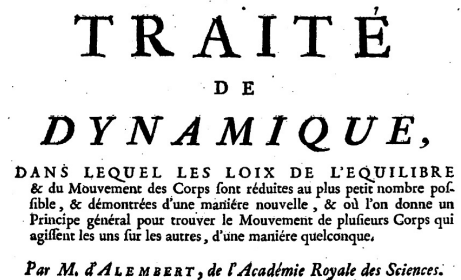 TRAITÉ
DE
DYNAMIQUE,
DANS LEQUEL LES LOIX DE L'EQUILIBRE
& du Mouvement des Corps ſont réduites au plus petit nombre poſ-
ſible, & démontrées d'une maniére nouvelle, & où l'on donne un
Principe général pour trouver le Mouvement de pluſieurs Corps qui
agiſſent les uns ſur les autres, d'une maniére quelconque.
Par M. d'ALEMBERT, de l'Académie Royale des Sciences.